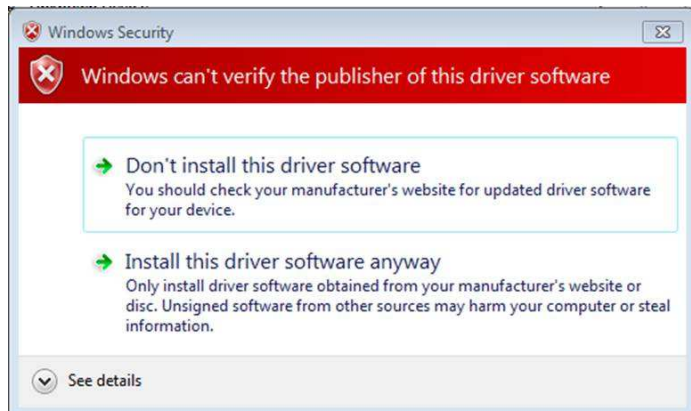 Windows Security
Windows can't verify the publisher of this driver software
Don't install this driver software
You should check your manufacturer's website for updated driver software
for your device.
Install this driver software anyway
Only install driver software obtained from your manufacturer's website or
disc. Unsigned software from other sources may harm your computer or steal
information.
See details